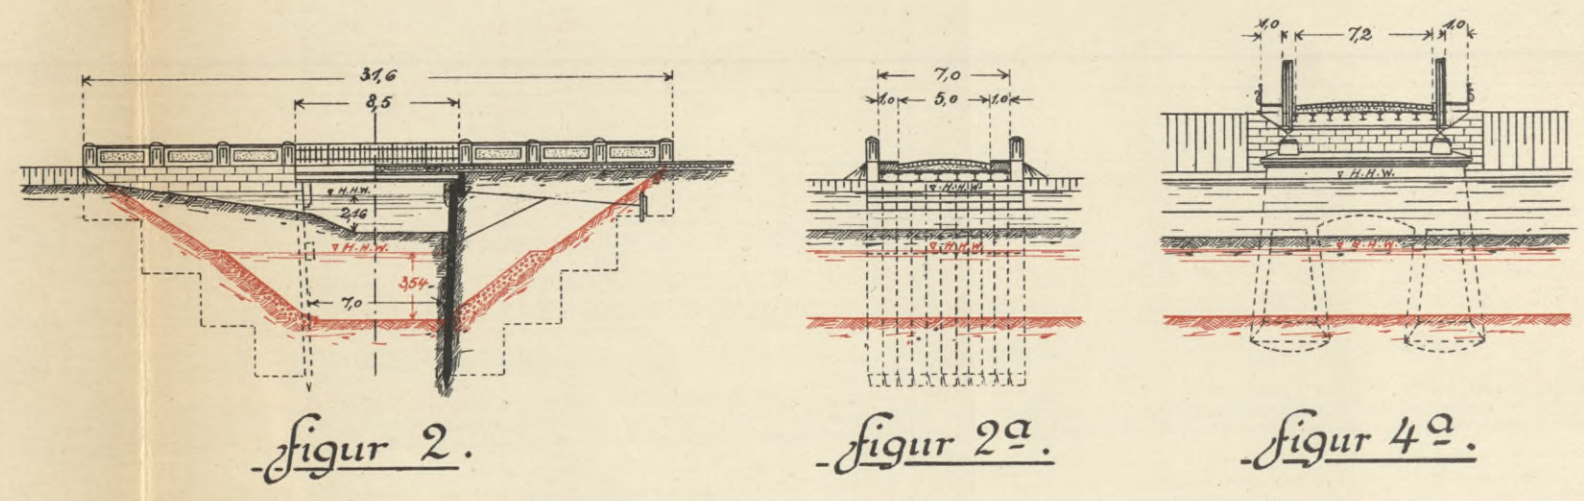 31,6
8,5
H.H.W.
2,16
H.H.W.
3,54
7,0
Figur 2.
7,0
1,0 5,0 1,0
H.H.W.
H.H.W.
Figur 2a.
1,0 7,2 1,0
H.H.W.
H.W.
Figur 4a.